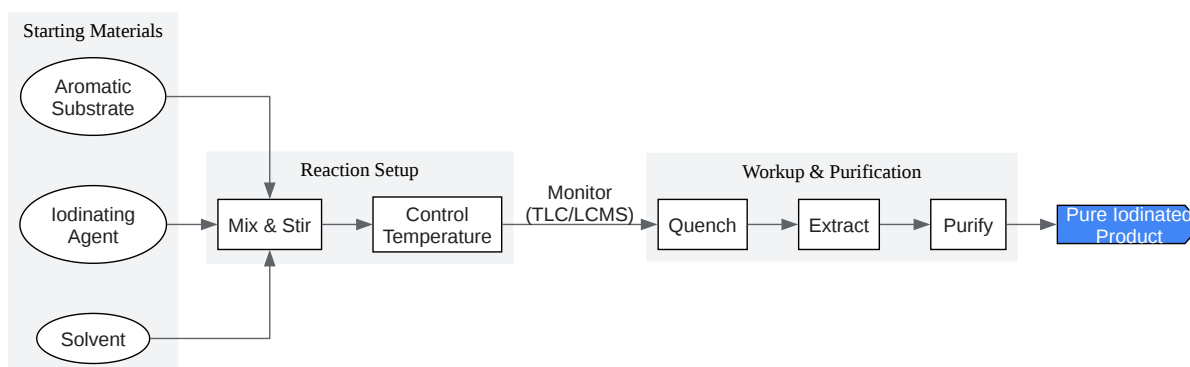 Starting Materials
Aromatic
Substrate
Iodinating
Agent
Solvent
Reaction Setup
Mix & Stir
Control
Temperature
Monitor
(TLC/LCMS)
Workup & Purification
Quench
Extract
Purify
Pure Iodinated
Product